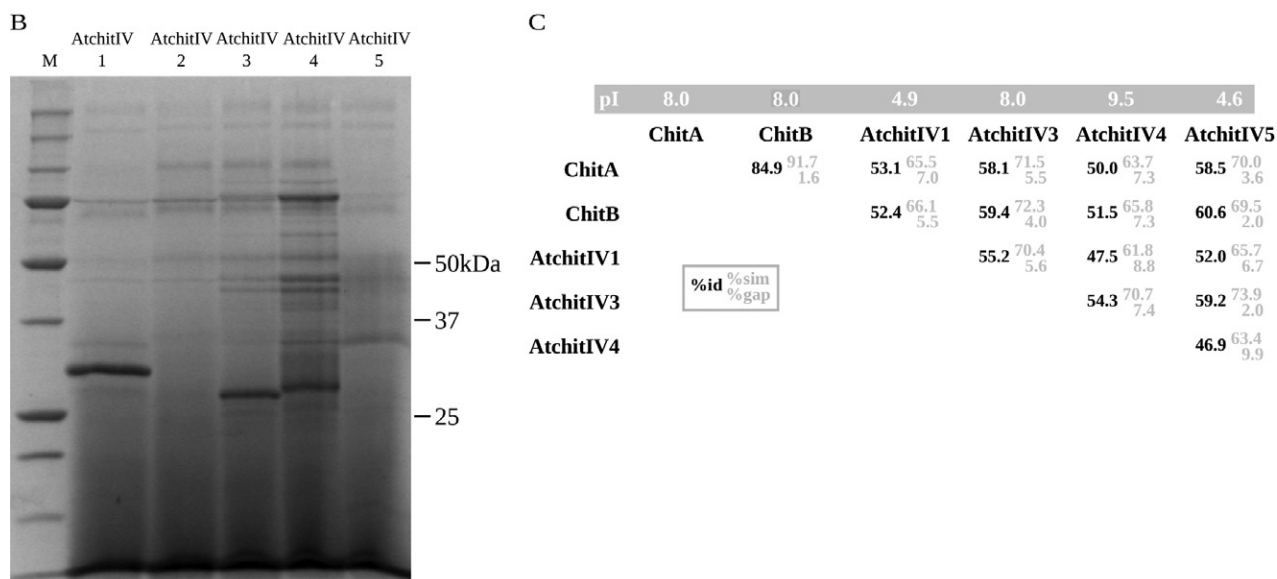 B
AtchitIV AtchitIV AtchitIV AtchitIV AtchitIV
M 1 2 3 4 5
50kDa
37
25
C
pI 8.0 8.0 4.9 8.0 9.5 4.6
ChitA ChitB AtchitIV1 AtchitIV3 AtchitIV4 AtchitIV5
ChitA 84.9 91.7 1.6 53.1 65.5 7.0 58.1 71.5 5.5 50.0 63.7 7.3 58.5 70.0 3.6
ChitB 52.4 66.1 5.5 59.4 72.3 4.0 51.5 65.8 7.3 60.6 69.5 2.0
AtchitIV1 55.2 70.4 5.6 47.5 61.8 8.8 52.0 65.7 6.7
%id %sim %gap
AtchitIV3 54.3 70.7 7.4 59.2 73.9 2.0
AtchitIV4 46.9 63.4 9.9